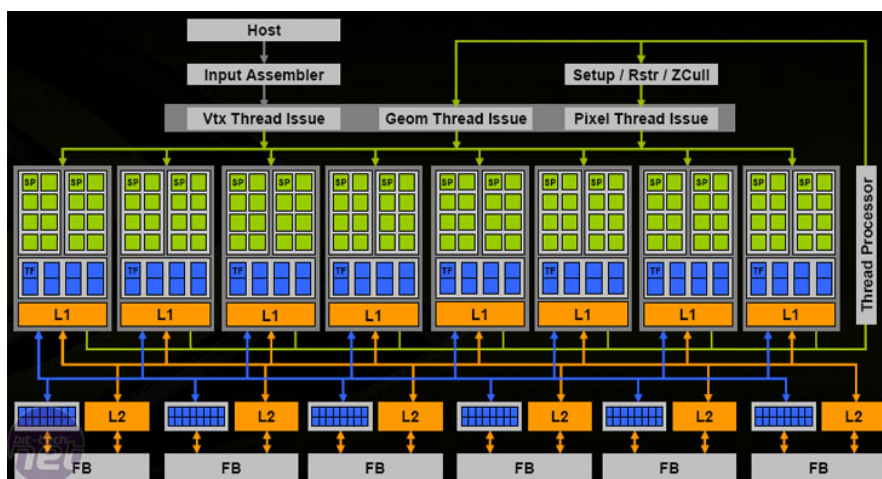 Host
Input Assembler
Setup / Rstr / ZCull
Vtx Thread Issue
Geom Thread Issue
Pixel Thread Issue
SP SP SP SP SP SP SP SP SP SP SP SP SP SP SP SP
Thread Processor
TF TF TF TF TF TF TF TF
L1 L1 L1 L1 L1 L1 L1 L1
L2 L2 L2 L2 L2 L2
bit-tech
net
FB FB FB FB FB FB